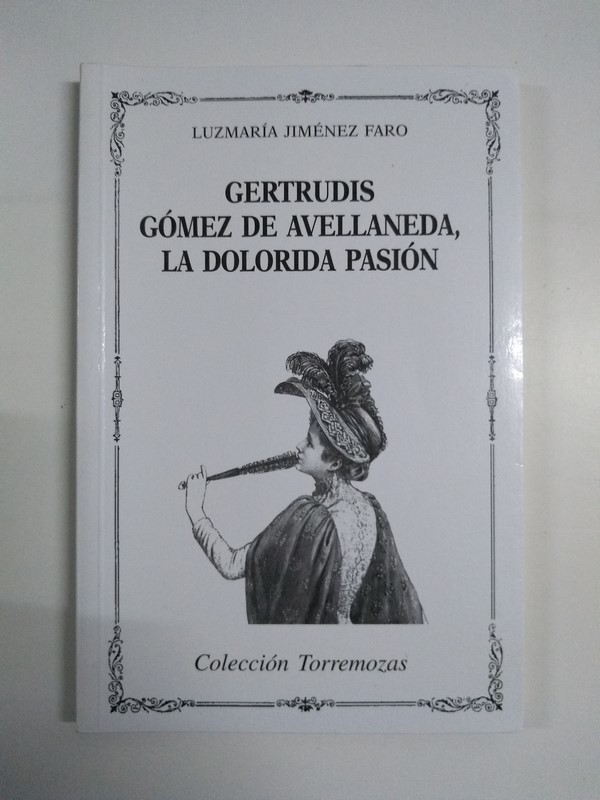 LUZMARÍA JIMÉNEZ FARO
GERTRUDIS
GÓMEZ DE AVELLANEDA,
LA DOLORIDA PASIÓN
Colección Torremozas